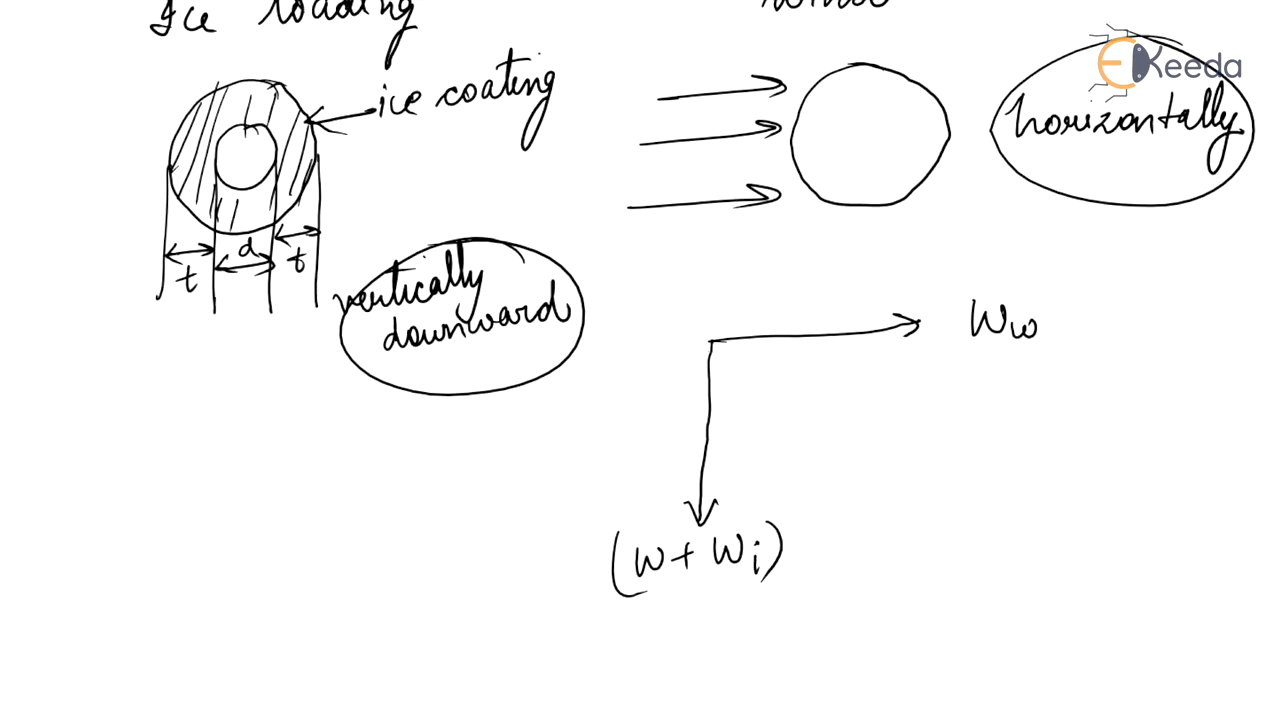 Ice loading
ice coating
t
d
t
vertically
downward
EKeeda
horizontally
Ww
(w + wi)